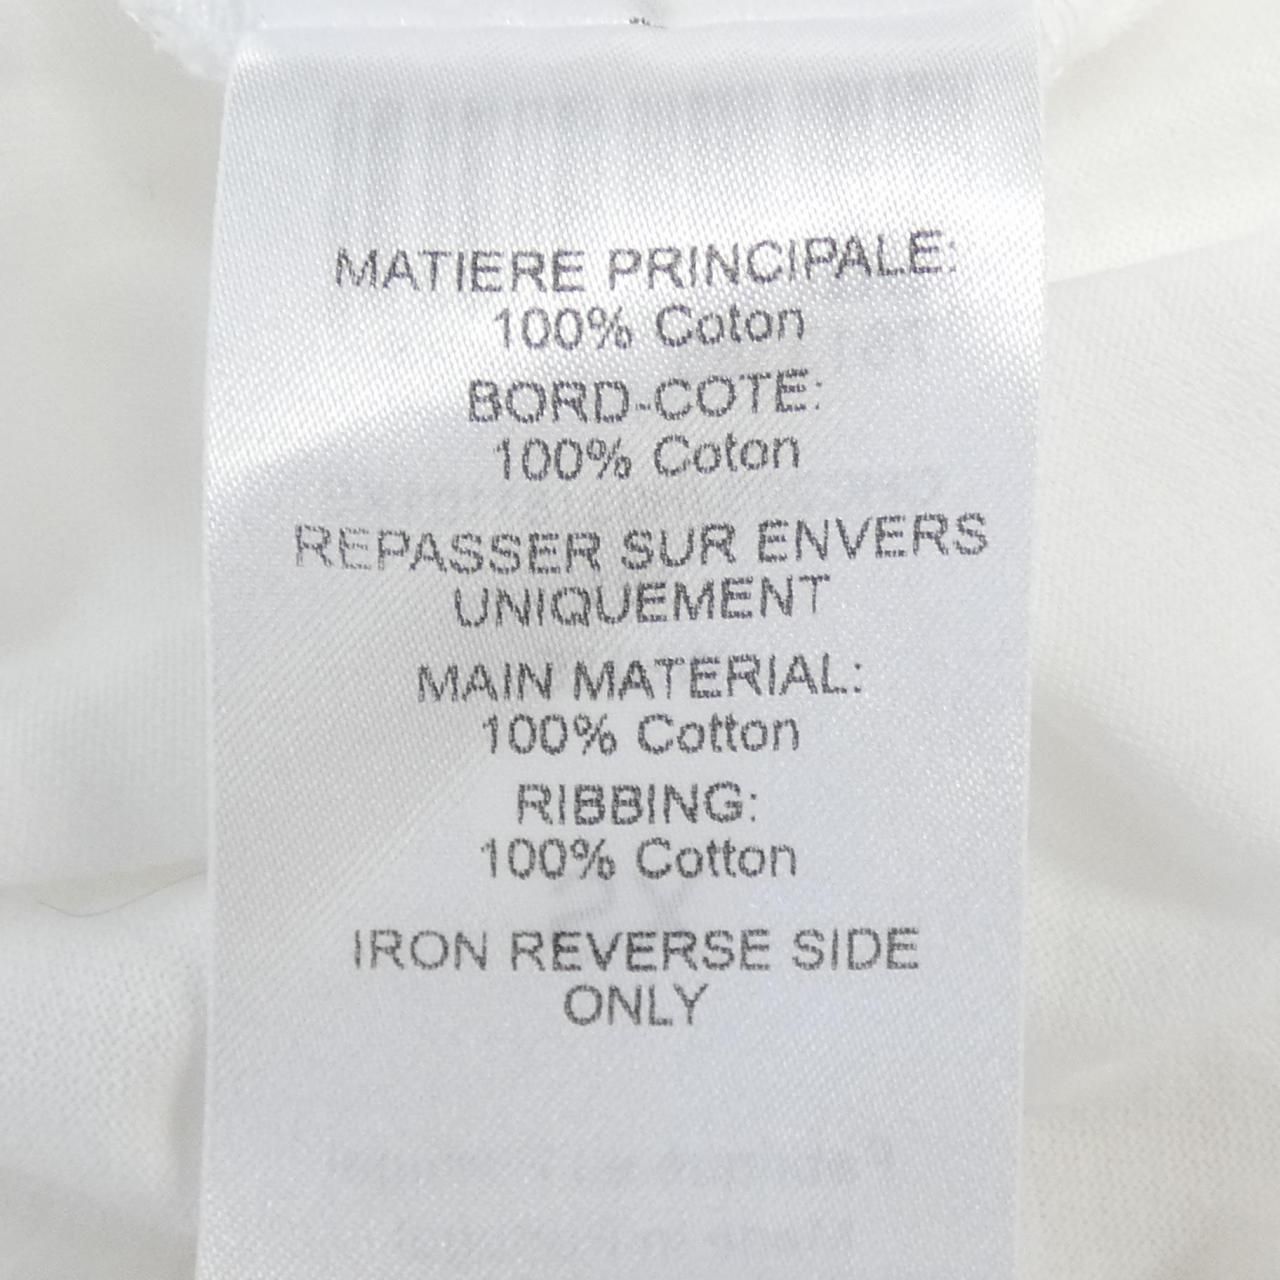 MATIERE PRINCIPALE:
100% Coton
BORD-COTE:
100% Coton
REPASSER SUR ENVERS
UNIQUEMENT
MAIN MATERIAL:
100% Cotton
RIBBING:
100% Cotton
IRON REVERSE SIDE
ONLY